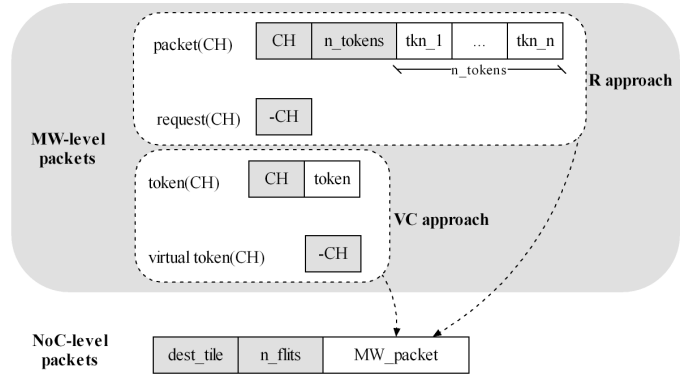 packet(CH) CH n_tokens tkn_1 ... tkn_n
n_tokens
R approach
request(CH) -CH
MW-level
packets
token(CH) CH token
VC approach
virtual token(CH) -CH
NoC-level
packets
dest_tile n_flits MW_packet